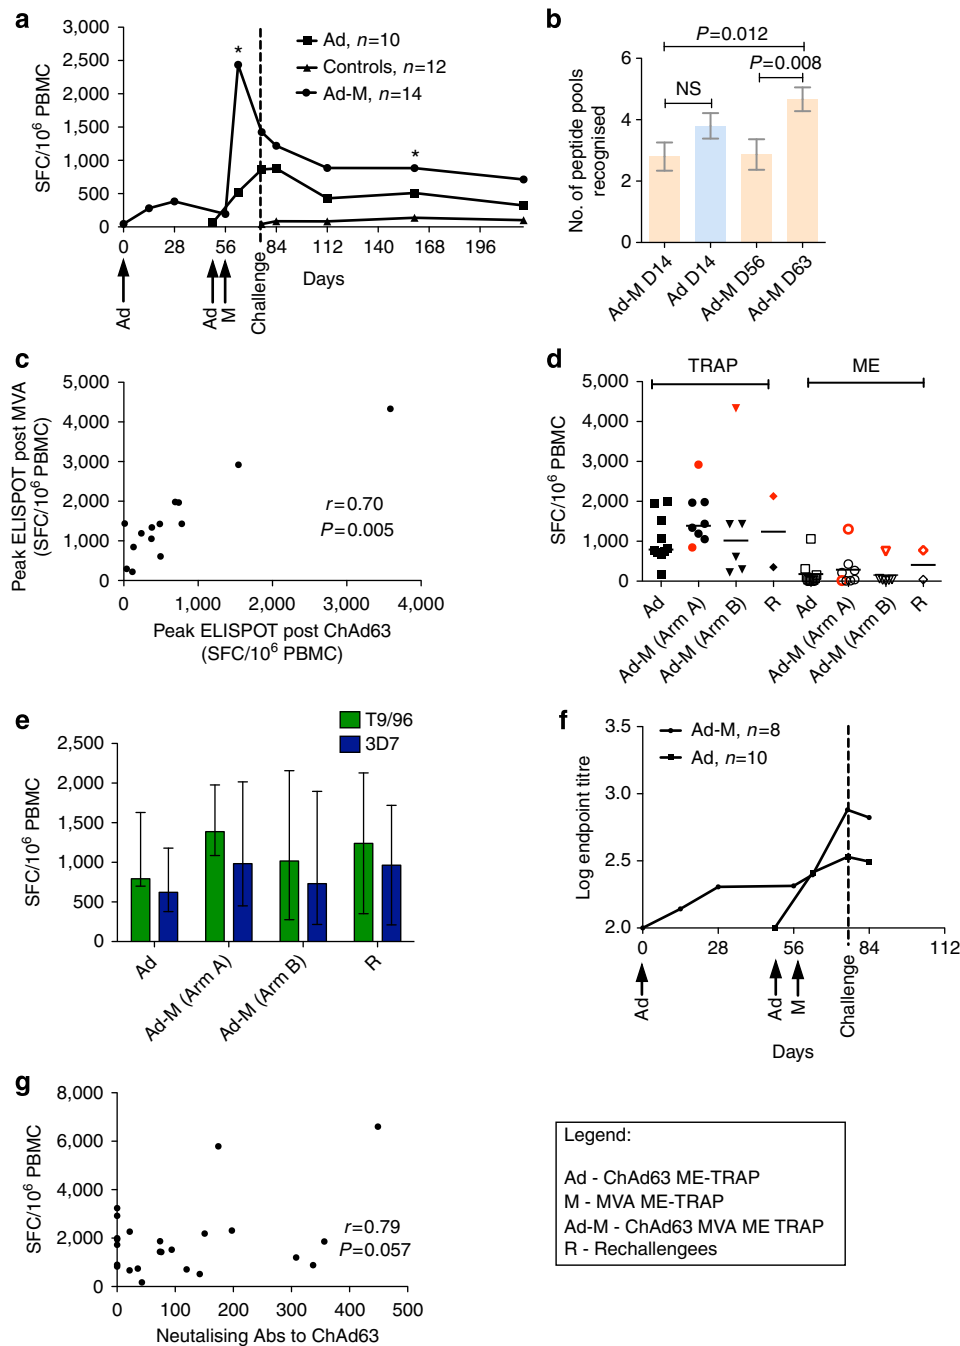 a
3,000
2,500
2,000
1,500
1,000
500
0
SFC/10⁶ PBMC
Ad, n=10
Controls, n=12
Ad-M, n=14
*
*
0
28
56
84
112
140
168
196
Days
Ad
Ad
M
Challenge
b
P=0.012
P=0.008
NS
6
4
2
0
No. of peptide pools
recognised
Ad-M D14
Ad D14
Ad-M D56
Ad-M D63
c
5,000
4,000
3,000
2,000
1,000
0
Peak ELISPOT post MVA
(SFC/10⁶ PBMC)
r=0.70
P=0.005
0
1,000
2,000
3,000
4,000
Peak ELISPOT post ChAd63
(SFC/10⁶ PBMC)
d
TRAP
ME
5,000
4,000
3,000
2,000
1,000
0
SFC/10⁶ PBMC
Ad
Ad-M (Arm A)
Ad-M (Arm B)
R
Ad
Ad-M (Arm A)
Ad-M (Arm B)
R
e
T9/96
3D7
2,500
2,000
1,500
1,000
500
0
SFC/10⁶ PBMC
Ad
Ad-M (Arm A)
Ad-M (Arm B)
R
f
3.5
3.0
2.5
2.0
Log endpoint titre
Ad-M, n=8
Ad, n=10
0
28
56
84
112
Ad
Ad
M
Challenge
Days
g
8,000
6,000
4,000
2,000
0
SFC/10⁶ PBMC
r=0.79
P=0.057
0
100
200
300
400
500
Neutalising Abs to ChAd63
Legend:
Ad - ChAd63 ME-TRAP
M - MVA ME-TRAP
Ad-M - ChAd63 MVA ME TRAP
R - Rechallengees